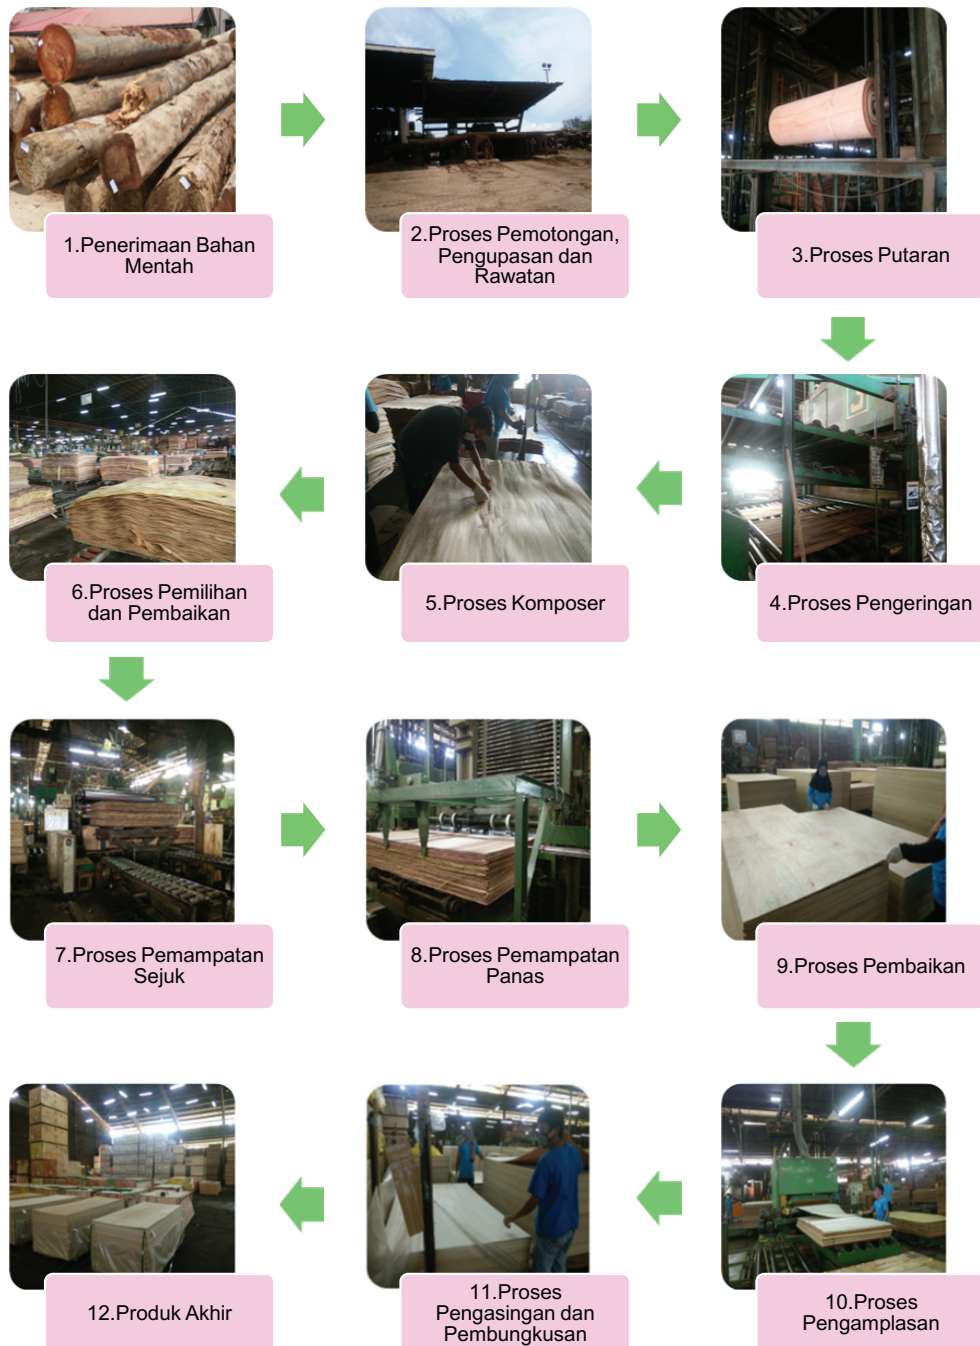 1.Penerimaan Bahan
Mentah
2.Proses Pemotongan,
Pengupasan dan
Rawatan
3.Proses Putaran
4.Proses Pengeringan
5.Proses Komposer
6.Proses Pemilihan
dan Pembaikan
7.Proses Pemampatan
Sejuk
8.Proses Pemampatan
Panas
9.Proses Pembaikan
10.Proses
Pengamplasan
11.Proses
Pengasingan dan
Pembungkusan
12.Produk Akhir